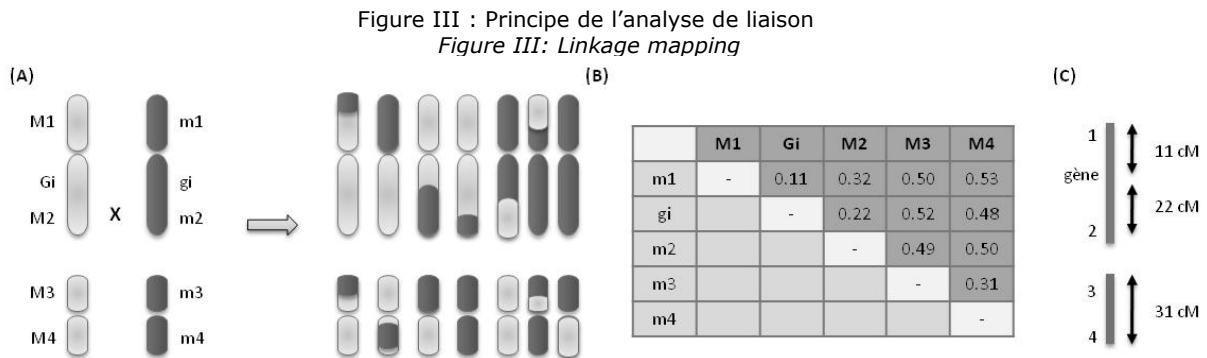 Figure III : Principe de l'analyse de liaison
Figure III: Linkage mapping
(A)
M1 m1
Gi gi
M2 X m2
M3 m3
M4 m4
(B)
M1 Gi M2 M3 M4
m1 - 0.11 0.32 0.50 0.53
gi - 0.22 0.52 0.48
m2 - 0.49 0.50
m3 - 0.31
m4 -
(C)
1 11 cM
gène
22 cM
2
3
31 cM
4